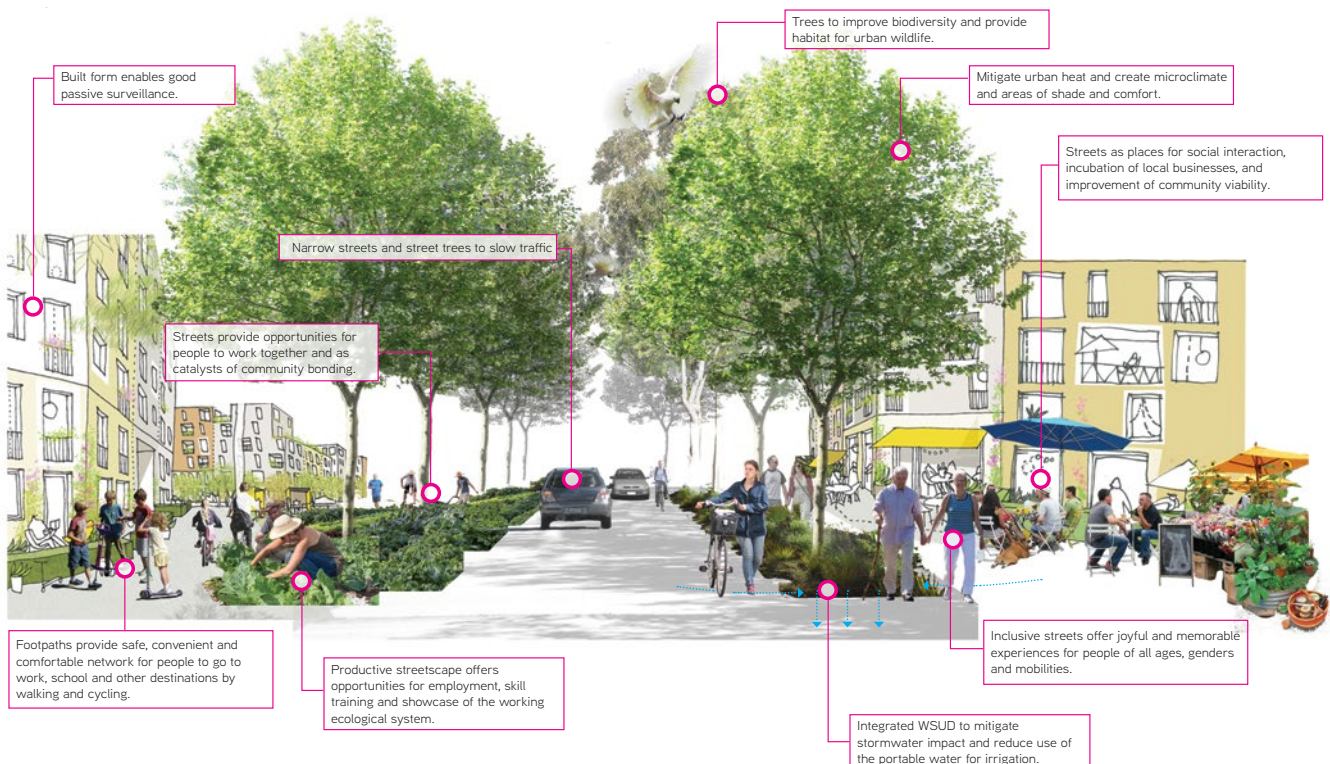 Trees to improve biodiversity and provide
habitat for urban wildlife.
Built form enables good
passive surveillance.
Mitigate urban heat and create microclimate
and areas of shade and comfort.
Streets as places for social interaction,
incubation of local businesses, and
improvement of community viability.
Narrow streets and street trees to slow traffic
Streets provide opportunities for
people to work together and as
catalysts of community bonding.
Footpaths provide safe, convenient and
comfortable network for people to go to
work, school and other destinations by
walking and cycling.
Productive streetscape offers
opportunities for employment, skill
training and showcase of the working
ecological system.
Inclusive streets offer joyful and memorable
experiences for people of all ages, genders
and mobilities.
Integrated WSUD to mitigate
stormwater impact and reduce use of
the portable water for irrigation.